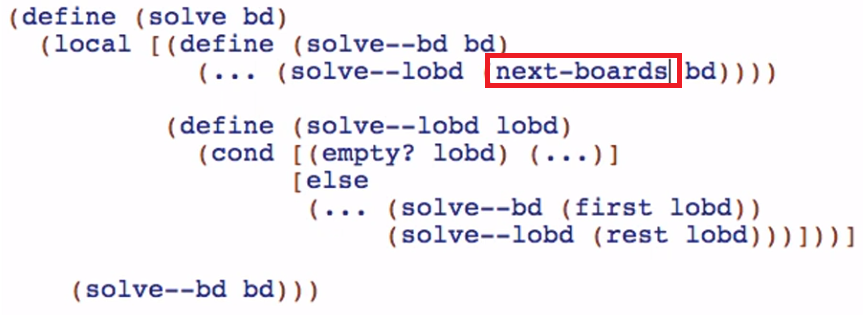 (define (solve bd)
(local [(define (solve--bd bd)
(... (solve--lobd (next-boards bd))))
(define (solve--lobd lobd)
(cond [(empty? lobd) (...)]
[else
(... (solve--bd (first lobd))
(solve--lobd (rest lobd)))]))]
(solve--bd bd)))